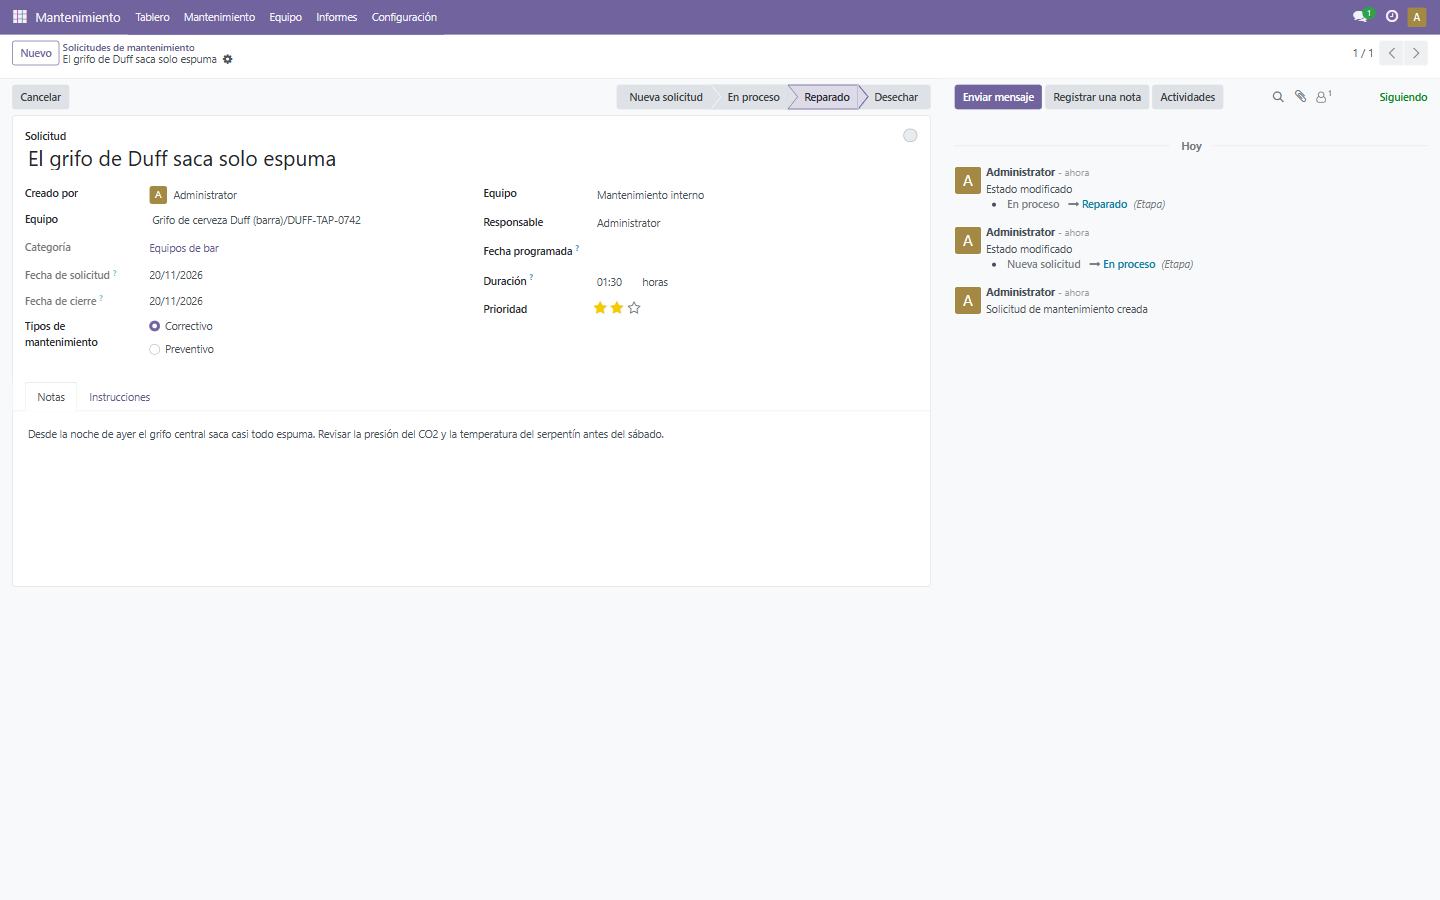 Mantenimiento Tablero Mantenimiento Equipo Informes Configuración 1 A
Nuevo Solicitudes de mantenimiento
El grifo de Duff saca solo espuma
1 / 1
Cancelar Nueva solicitud En proceso Reparado Desechar
Enviar mensaje Registrar una nota Actividades 1 Siguiendo
Solicitud
El grifo de Duff saca solo espuma
Creado por A Administrator
Equipo Grifo de cerveza Duff (barra)/DUFF-TAP-0742
Categoría Equipos de bar
Fecha de solicitud ? 20/11/2026
Fecha de cierre ? 20/11/2026
Tipos de mantenimiento
Correctivo
Preventivo
Equipo Mantenimiento interno
Responsable Administrator
Fecha programada ?
Duración ? 01:30 horas
Prioridad
Notas Instrucciones
Desde la noche de ayer el grifo central saca casi todo espuma. Revisar la presión del CO2 y la temperatura del serpentín antes del sábado.
Hoy
A Administrator - ahora
Estado modificado
En proceso Reparado (Etapa)
A Administrator - ahora
Estado modificado
Nueva solicitud En proceso (Etapa)
A Administrator - ahora
Solicitud de mantenimiento creada